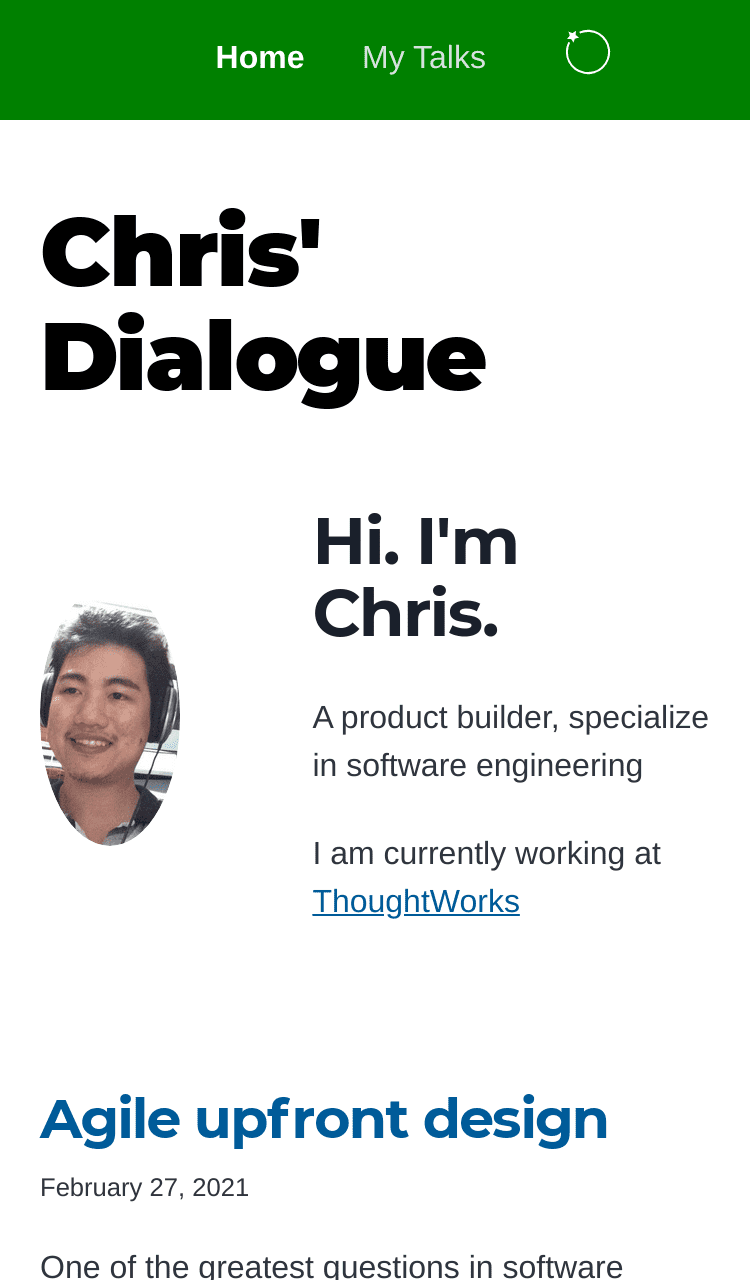 Home My Talks
Chris'
Dialogue
Hi. I'm
Chris.
A product builder, specialize
in software engineering
I am currently working at
ThoughtWorks
Agile upfront design
February 27, 2021
One of the greatest questions in software